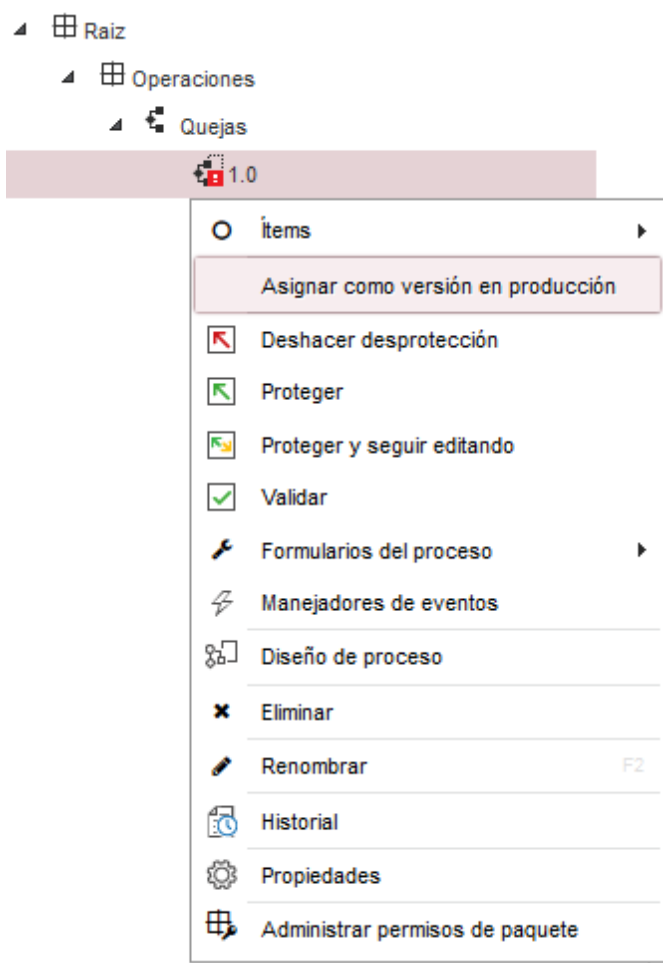 Raiz
Operaciones
Quejas
1.0
Ítems
Asignar como versión en producción
Deshacer desprotección
Proteger
Proteger y seguir editando
Validar
Formularios del proceso
Manejadores de eventos
Diseño de proceso
Eliminar
Renombrar F2
Historial
Propiedades
Administrar permisos de paquete